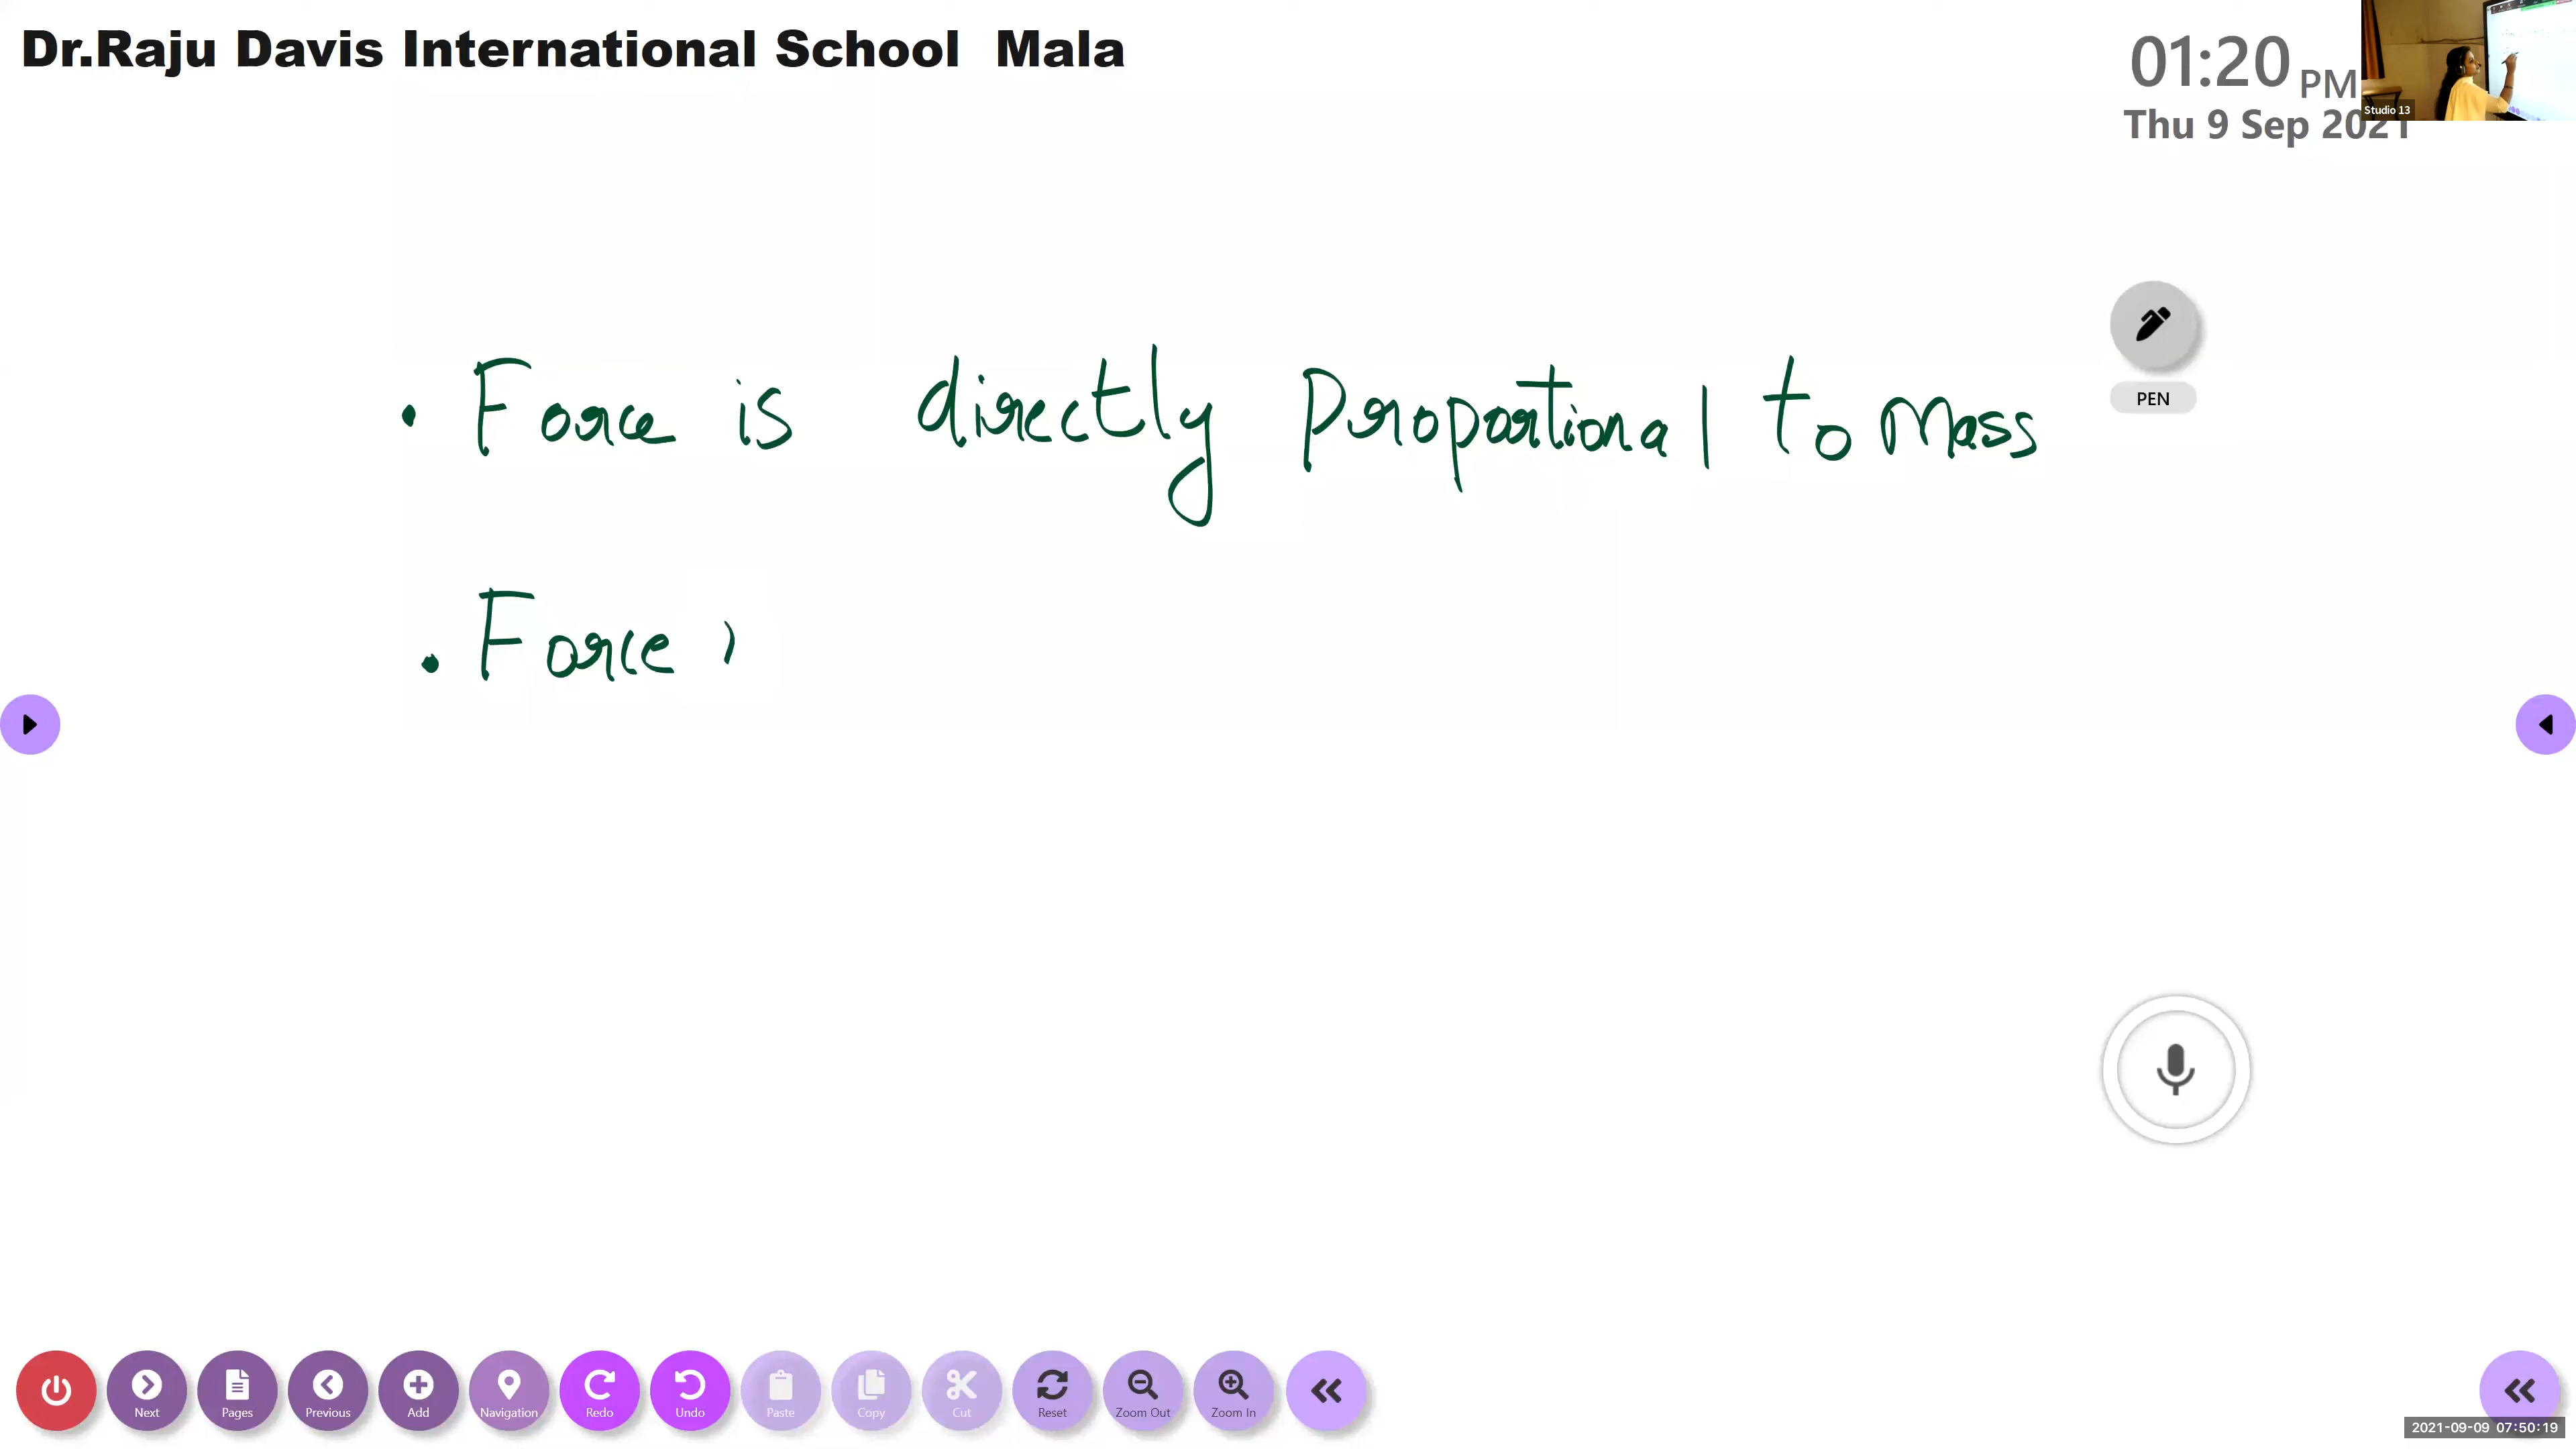 Dr.Raju Davis International School Mala
01:20 PM
Thu 9 Sep 2021
Studio 13
PEN
• Force is directly Proportional to Mass
• Force
Next
Pages
Previous
Add
Navigation
Redo
Undo
Paste
Copy
Cut
Reset
Zoom Out
Zoom In
2021-09-09 07:50:19